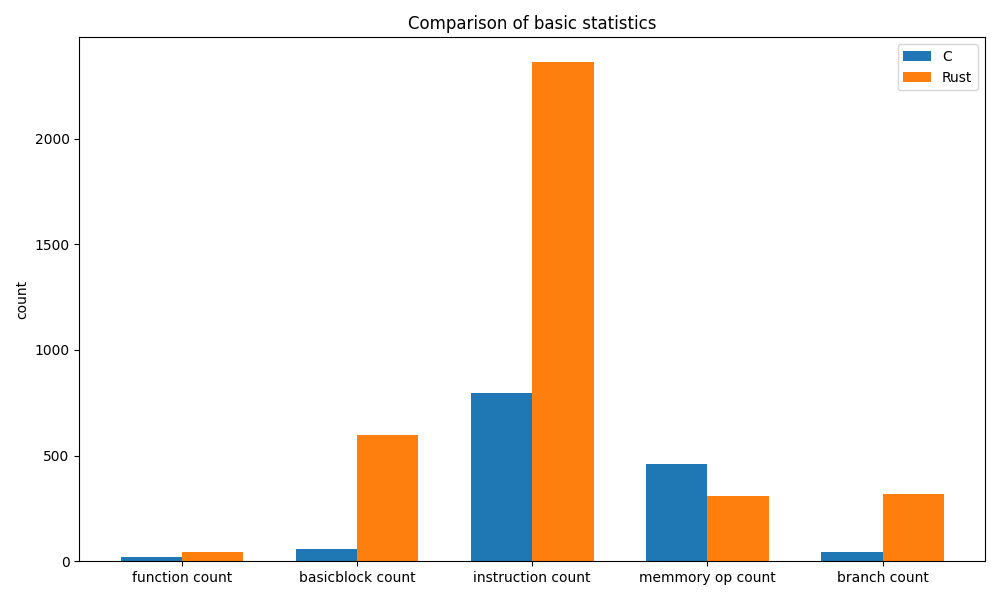 Comparison of basic statistics
C
Rust
count
2000
1500
1000
500
0
function count
basicblock count
instruction count
memmory op count
branch count